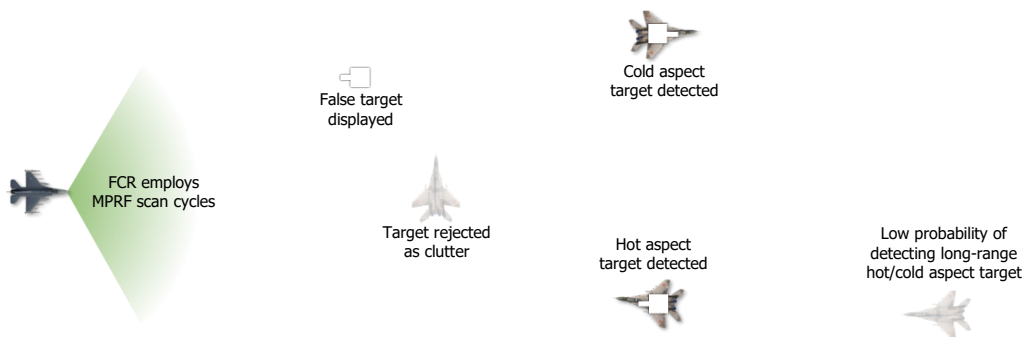 Cold aspect
target detected
False target
displayed
FCR employs
MPRF scan cycles
Target rejected
as clutter
Hot aspect
target detected
Low probability of
detecting long-range
hot/cold aspect target